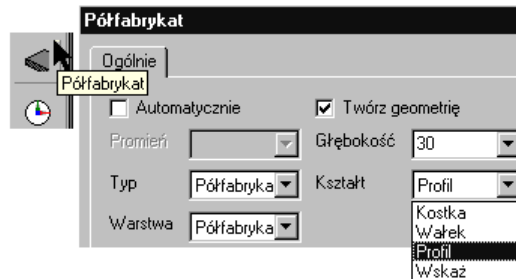 Półfabrykat
Ogólnie
Półfabrykat
Automatycznie
Twórz geometrię
Promień
Głębokość
30
Typ
Półfabryka
Kształt
Profil
Warstwa
Półfabryka
Kostka
Wałek
Profil
Wskaż